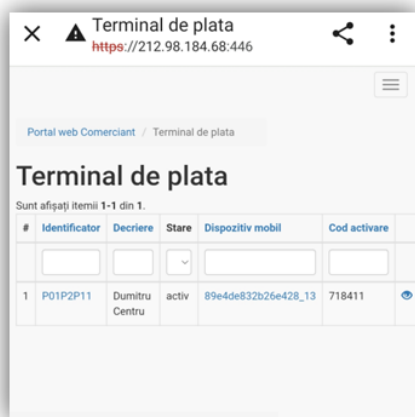 Terminal de plata
https://212.98.184.68:446
Portal web Comerciant / Terminal de plata
Terminal de plata
Sunt afișați itemii 1-1 din 1.
# Identificator Decriere Stare Dispozitiv mobil Cod activare
1 P01P2P11 Dumitru Centru activ 89e4de832b26e428_13 718411